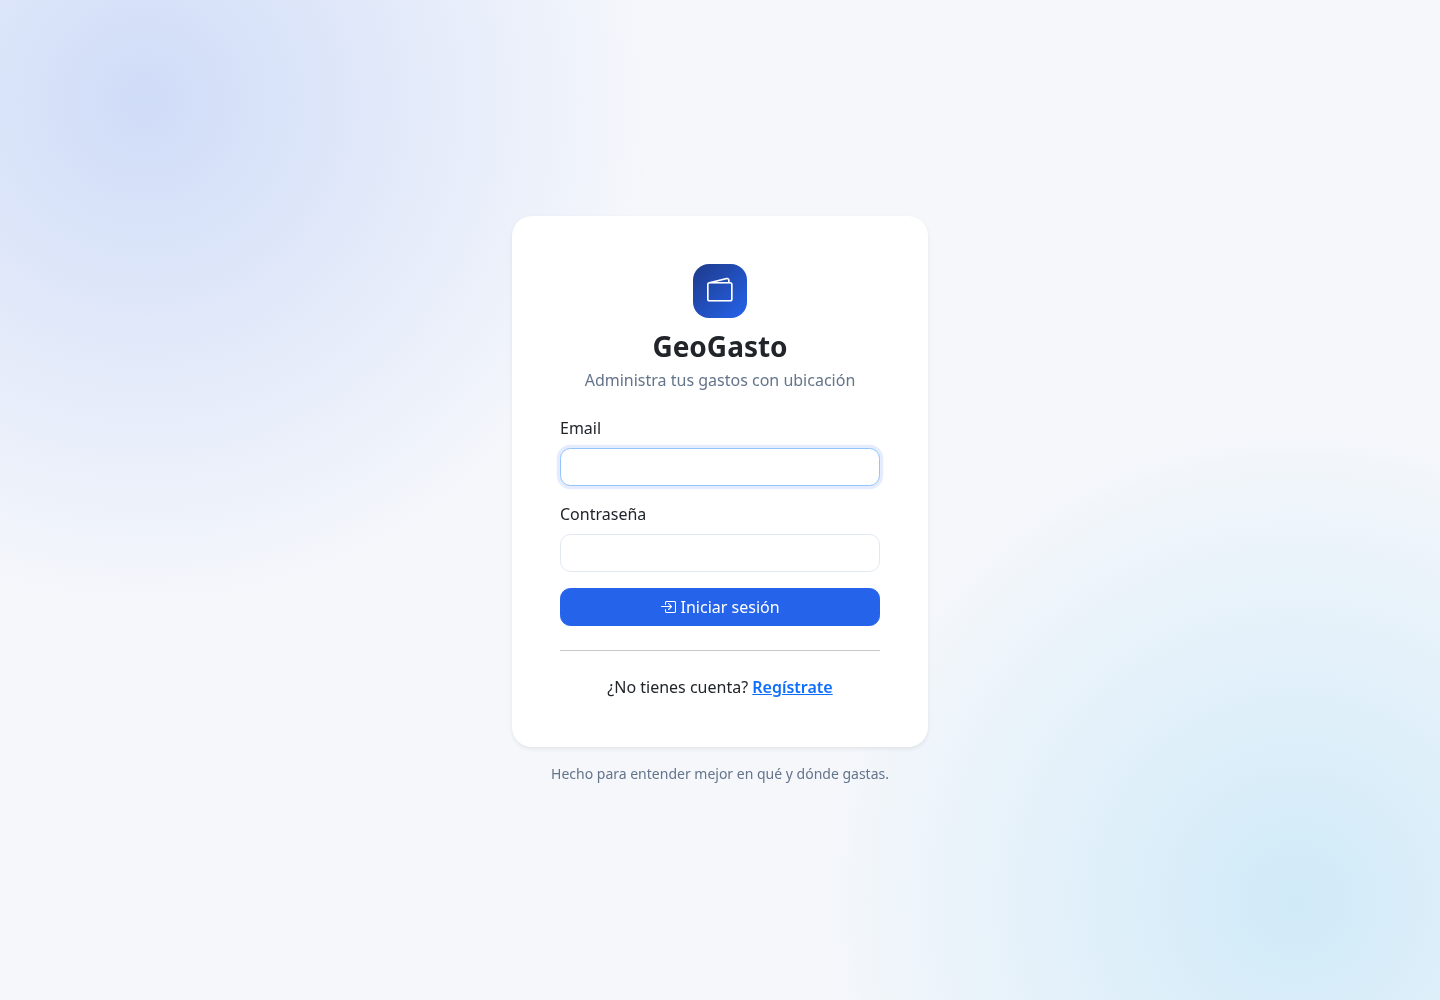 GeoGasto
Administra tus gastos con ubicación
Email
Contraseña
Iniciar sesión
¿No tienes cuenta? Regístrate
Hecho para entender mejor en qué y dónde gastas.